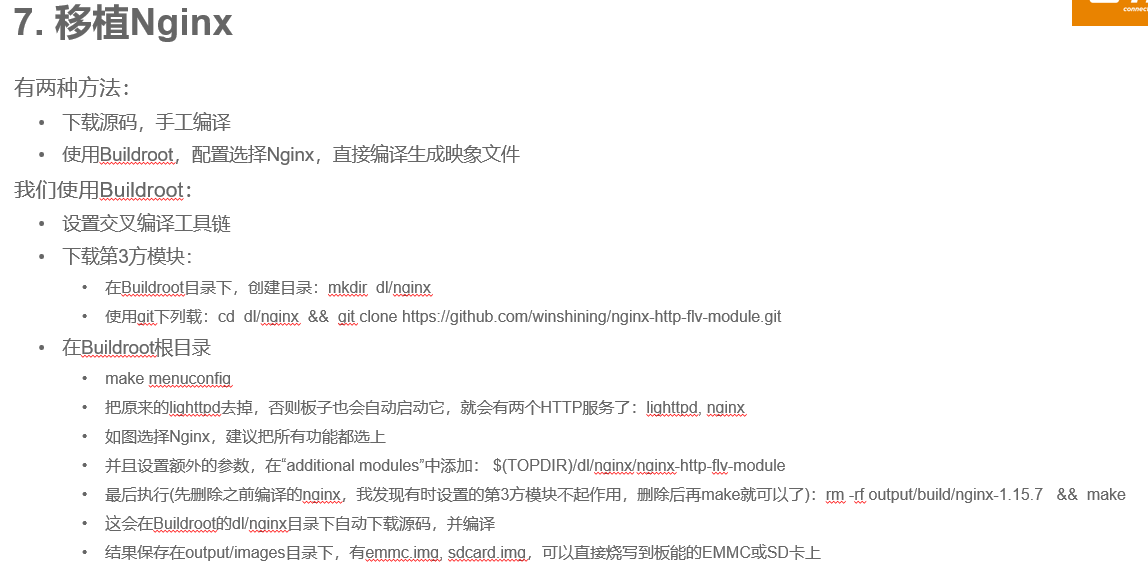 7. 移植Nginx
connec
有两种方法：
• 下载源码，手工编译
• 使用Buildroot，配置选择Nginx，直接编译生成映象文件
我们使用Buildroot：
• 设置交叉编译工具链
• 下载第3方模块：
• 在Buildroot目录下，创建目录：mkdir dl/nginx
• 使用git下列载：cd dl/nginx && git clone https://github.com/winshining/nginx-http-flv-module.git
• 在Buildroot根目录
• make menuconfig
• 把原来的lighttpd去掉，否则板子也会自动启动它，就会有两个HTTP服务了：lighttpd, nginx
• 如图选择Nginx，建议把所有功能都选上
• 并且设置额外的参数，在“additional modules”中添加： $(TOPDIR)/dl/nginx/nginx-http-flv-module
• 最后执行(先删除之前编译的nginx，我发现有时设置的第3方模块不起作用，删除后再make就可以了)：rm -rf output/build/nginx-1.15.7 && make
• 这会在Buildroot的dl/nginx目录下自动下载源码，并编译
• 结果保存在output/images目录下，有emmc.img, sdcard.img，可以直接烧写到板能的EMMC或SD卡上